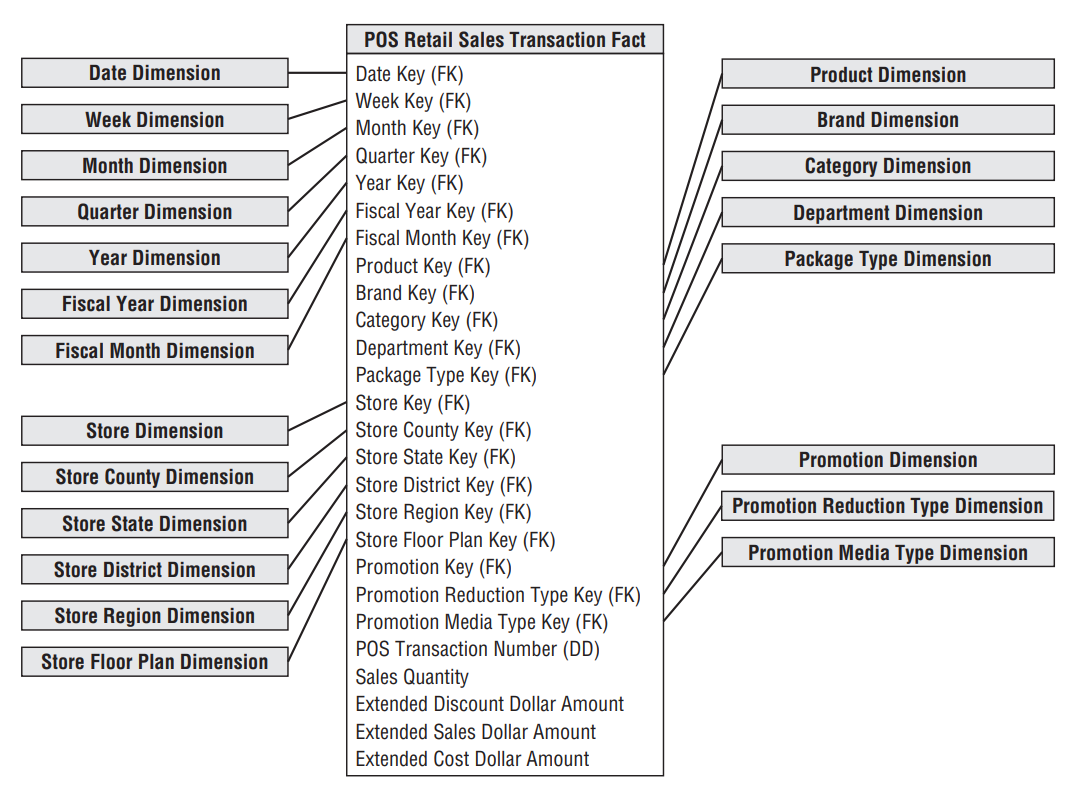 POS Retail Sales Transaction Fact
Date Key (FK)
Week Key (FK)
Month Key (FK)
Quarter Key (FK)
Year Key (FK)
Fiscal Year Key (FK)
Fiscal Month Key (FK)
Product Key (FK)
Brand Key (FK)
Category Key (FK)
Department Key (FK)
Package Type Key (FK)
Store Key (FK)
Store County Key (FK)
Store State Key (FK)
Store District Key (FK)
Store Region Key (FK)
Store Floor Plan Key (FK)
Promotion Key (FK)
Promotion Reduction Type Key (FK)
Promotion Media Type Key (FK)
POS Transaction Number (DD)
Sales Quantity
Extended Discount Dollar Amount
Extended Sales Dollar Amount
Extended Cost Dollar Amount
Date Dimension
Week Dimension
Month Dimension
Quarter Dimension
Year Dimension
Fiscal Year Dimension
Fiscal Month Dimension
Store Dimension
Store County Dimension
Store State Dimension
Store District Dimension
Store Region Dimension
Store Floor Plan Dimension
Product Dimension
Brand Dimension
Category Dimension
Department Dimension
Package Type Dimension
Promotion Dimension
Promotion Reduction Type Dimension
Promotion Media Type Dimension